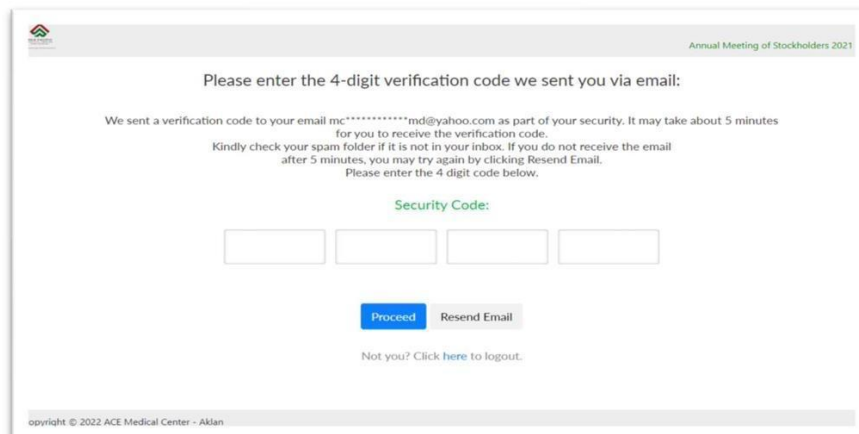 Annual Meeting of Stockholders 2021
Please enter the 4-digit verification code we sent you via email:
We sent a verification code to your email mc************md@yahoo.com as part of your security. It may take about 5 minutes
for you to receive the verification code.
Kindly check your spam folder if it is not in your inbox. If you do not receive the email
after 5 minutes, you may try again by clicking Resend Email.
Please enter the 4 digit code below.
Security Code:
Proceed Resend Email
Not you? Click here to logout.
opyright © 2022 ACE Medical Center - Aklan